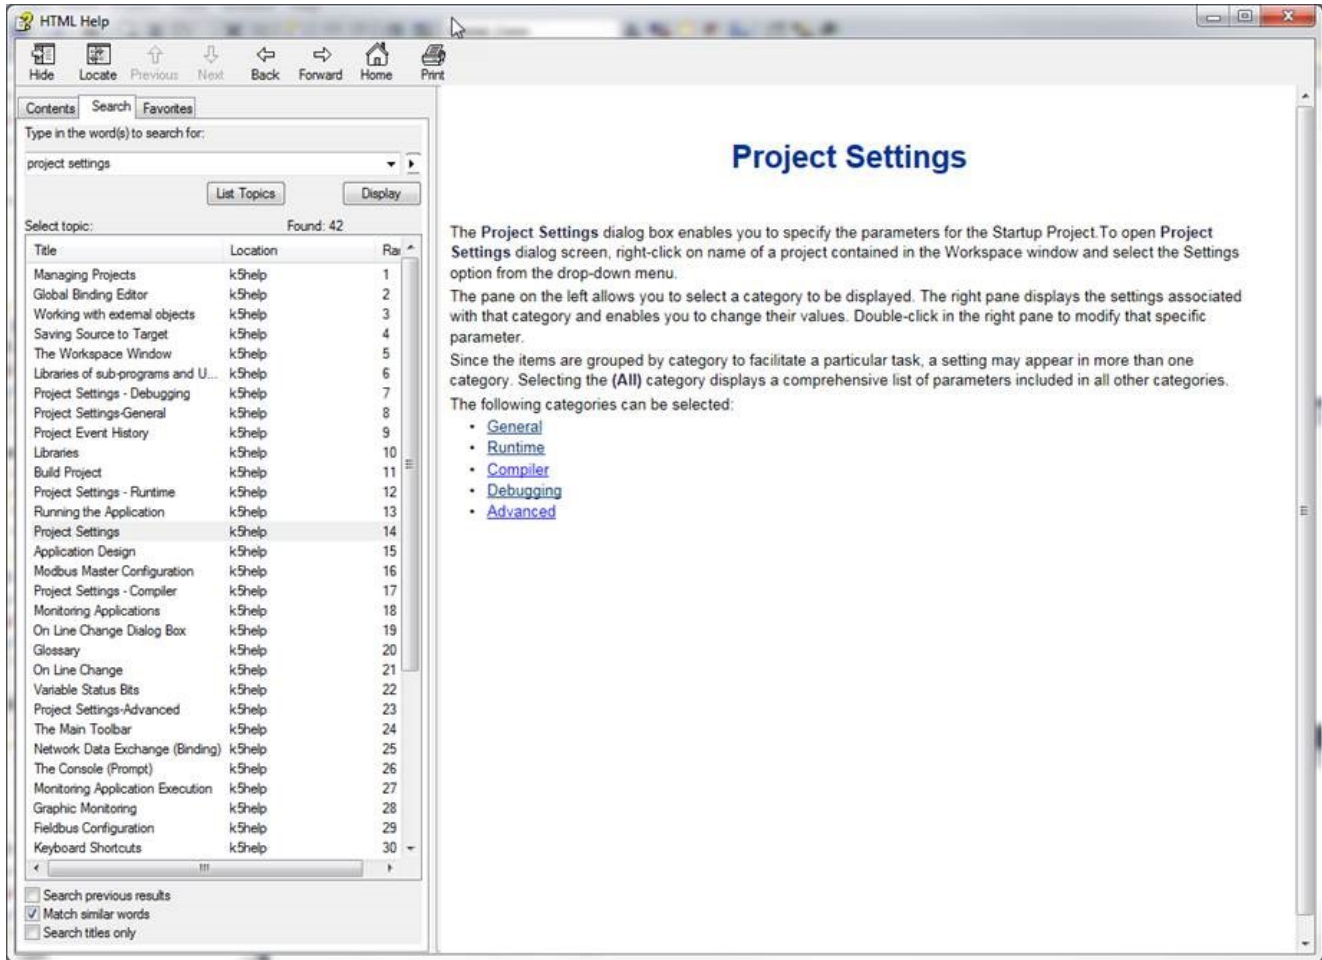 HTML Help
Hide Locate Previous Next Back Forward Home Print
Contents Search Favorites
Type in the word(s) to search for:
project settings
List Topics Display
Select topic: Found: 42
Title Location Ra
Managing Projects k5help 1
Global Binding Editor k5help 2
Working with external objects k5help 3
Saving Source to Target k5help 4
The Workspace Window k5help 5
Libraries of sub-programs and U... k5help 6
Project Settings - Debugging k5help 7
Project Settings-General k5help 8
Project Event History k5help 9
Libraries k5help 10
Build Project k5help 11
Project Settings - Runtime k5help 12
Running the Application k5help 13
Project Settings k5help 14
Application Design k5help 15
Modbus Master Configuration k5help 16
Project Settings - Compiler k5help 17
Monitoring Applications k5help 18
On Line Change Dialog Box k5help 19
Glossary k5help 20
On Line Change k5help 21
Variable Status Bits k5help 22
Project Settings-Advanced k5help 23
The Main Toolbar k5help 24
Network Data Exchange (Binding) k5help 25
The Console (Prompt) k5help 26
Monitoring Application Execution k5help 27
Graphic Monitoring k5help 28
Fieldbus Configuration k5help 29
Keyboard Shortcuts k5help 30
Search previous results
Match similar words
Search titles only
Project Settings
The Project Settings dialog box enables you to specify the parameters for the Startup Project.To open Project
Settings dialog screen, right-click on name of a project contained in the Workspace window and select the Settings
option from the drop-down menu.
The pane on the left allows you to select a category to be displayed. The right pane displays the settings associated
with that category and enables you to change their values. Double-click in the right pane to modify that specific
parameter.
Since the items are grouped by category to facilitate a particular task, a setting may appear in more than one
category. Selecting the (All) category displays a comprehensive list of parameters included in all other categories.
The following categories can be selected:
• General
• Runtime
• Compiler
• Debugging
• Advanced